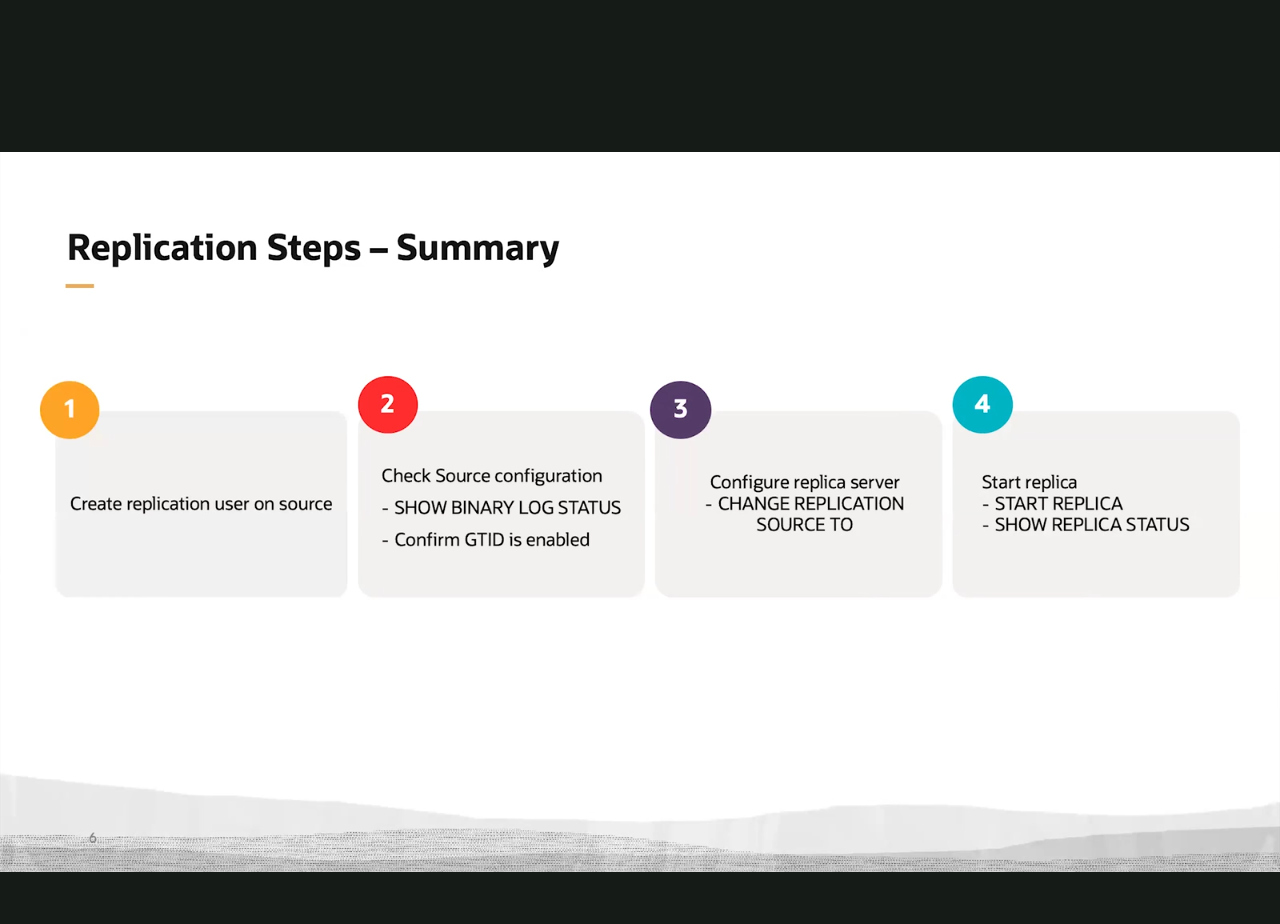 Replication Steps – Summary
1
Create replication user on source
2
Check Source configuration
- SHOW BINARY LOG STATUS
- Confirm GTID is enabled
3
Configure replica server
- CHANGE REPLICATION
SOURCE TO
4
Start replica
- START REPLICA
- SHOW REPLICA STATUS
6